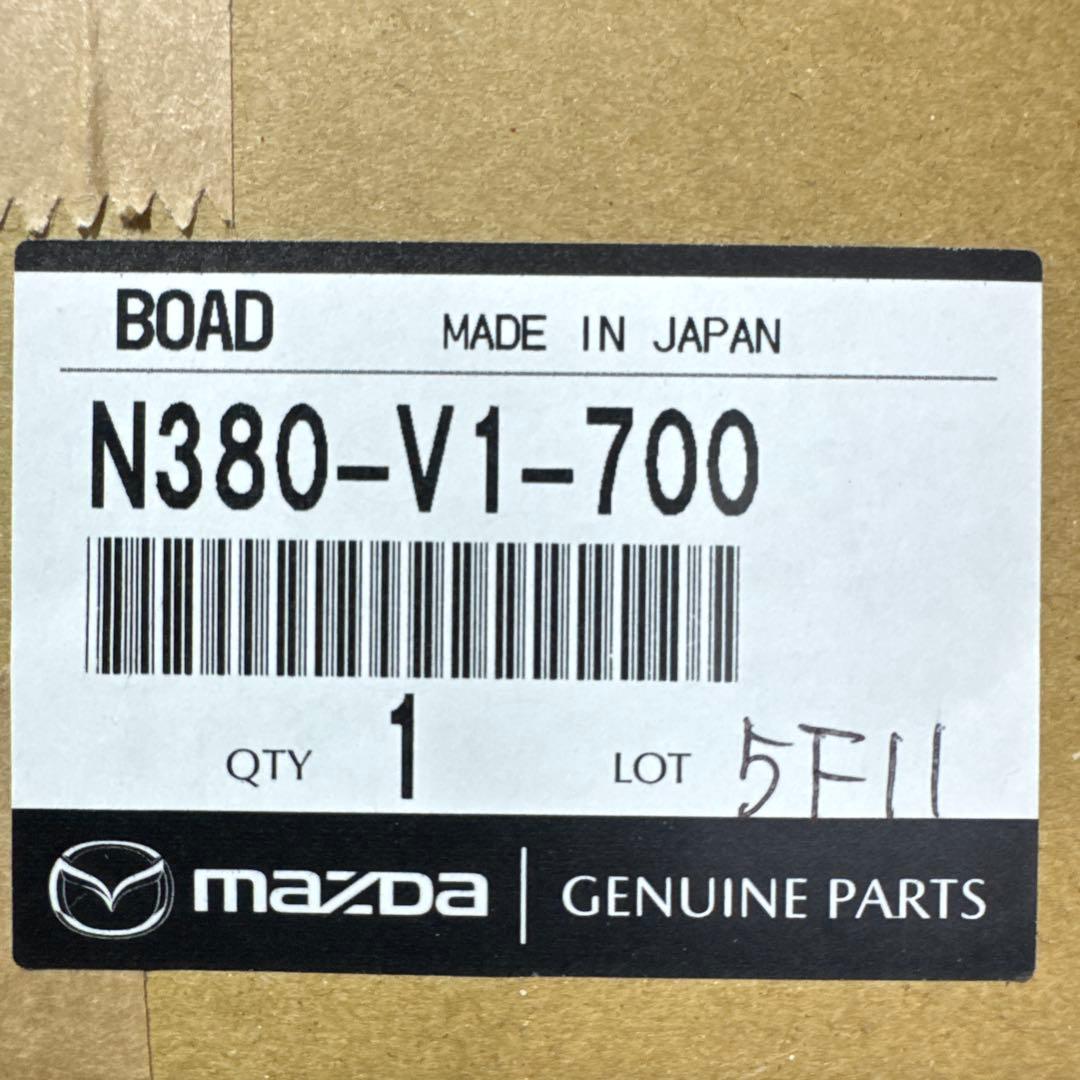 BOAD MADE IN JAPAN
N380-V1-700
QTY 1 LOT 5F11
mazda GENUINE PARTS